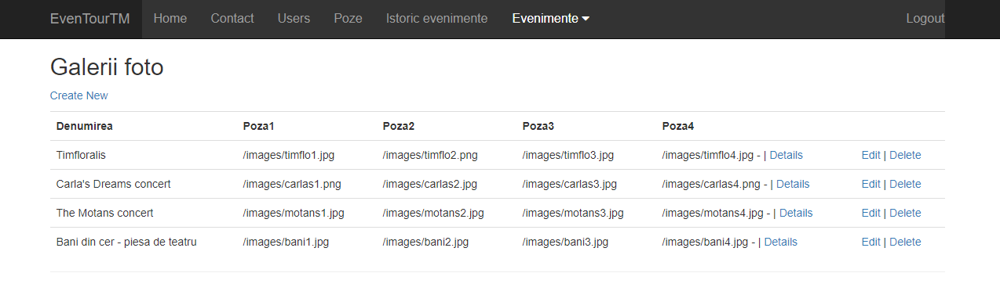 EvenTourTM Home Contact Users Poze Istoric evenimente Evenimente Logout
Galerii foto
Create New
Denumirea Poza1 Poza2 Poza3 Poza4
Timfloralis /images/timflo1.jpg /images/timflo2.png /images/timflo3.jpg /images/timflo4.jpg - | Details Edit | Delete
Carla's Dreams concert /images/carlas1.png /images/carlas2.jpg /images/carlas3.jpg /images/carlas4.png - | Details Edit | Delete
The Motans concert /images/motans1.jpg /images/motans2.jpg /images/motans3.jpg /images/motans4.jpg - | Details Edit | Delete
Bani din cer - piesa de teatru /images/bani1.jpg /images/bani2.jpg /images/bani3.jpg /images/bani4.jpg - | Details Edit | Delete